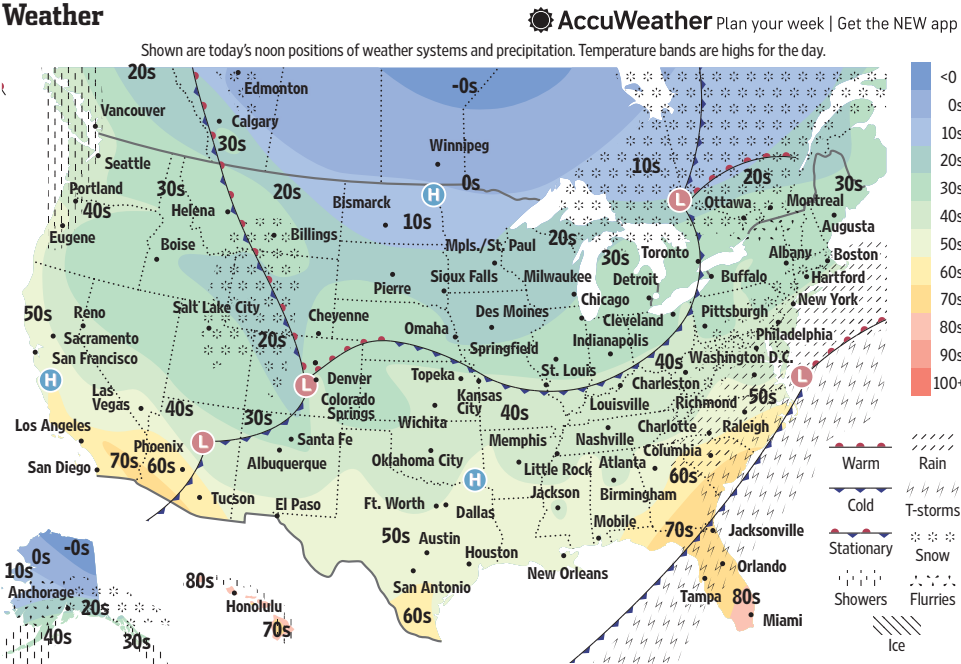 Weather
AccuWeather Plan your week | Get the NEW app
Shown are today's noon positions of weather systems and precipitation. Temperature bands are highs for the day.
20s
Edmonton
-0s
<0
0s
0s
10s
20s
30s
40s
50s
60s
70s
80s
90s
100+
Vancouver
Calgary
30s
Winnipeg
Seattle
10s
20s
30s
Portland
40s
30s
20s
0s
H
L
Ottawa
Montreal
Helena
Bismarck
10s
Augusta
Eugene
Boise
Billings
Mpls./St. Paul
20s
30s
Toronto
Albany
Boston
Sioux Falls
Milwaukee
Detroit
Buffalo
Hartford
Pierre
Chicago
New York
50s
Reno
Salt Lake City
Cheyenne
Omaha
Des Moines
Cleveland
Pittsburgh
Philadelphia
Sacramento
San Francisco
20s
Springfield
Indianapolis
40s
Washington D.C.
H
L
Denver
Topeka
Kansas
City
St. Louis
Charleston
L
Las
Vegas
40s
30s
Colorado
Springs
Wichita
40s
Louisville
Richmond
50s
Los Angeles
Phoenix
L
Santa Fe
Memphis
Nashville
Charlotte
Raleigh
San Diego
70s
60s
Albuquerque
Oklahoma City
H
Little Rock
Atlanta
Columbia
60s
Tucson
El Paso
Ft. Worth
Dallas
Jackson
Birmingham
50s
Austin
Houston
Mobile
70s
Jacksonville
San Antonio
New Orleans
Orlando
60s
Tampa
80s
Miami
0s
-0s
10s
Anchorage
20s
40s
30s
80s
Honolulu
70s
Warm
Rain
Cold
T-storms
Stationary
Snow
Showers
Flurries
Ice